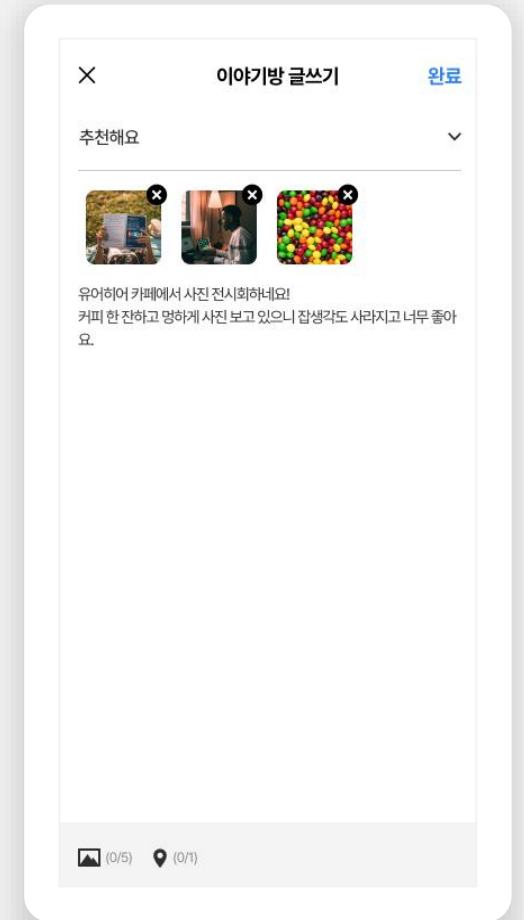 이야기방 글쓰기
완료
추천해요
유어히어 카페에서 사진 전시회하네요!
커피 한 잔하고 멍하게 사진 보고 있으니 잡생각도 사라지고 너무 좋아
요.
(0/5)
(0/1)